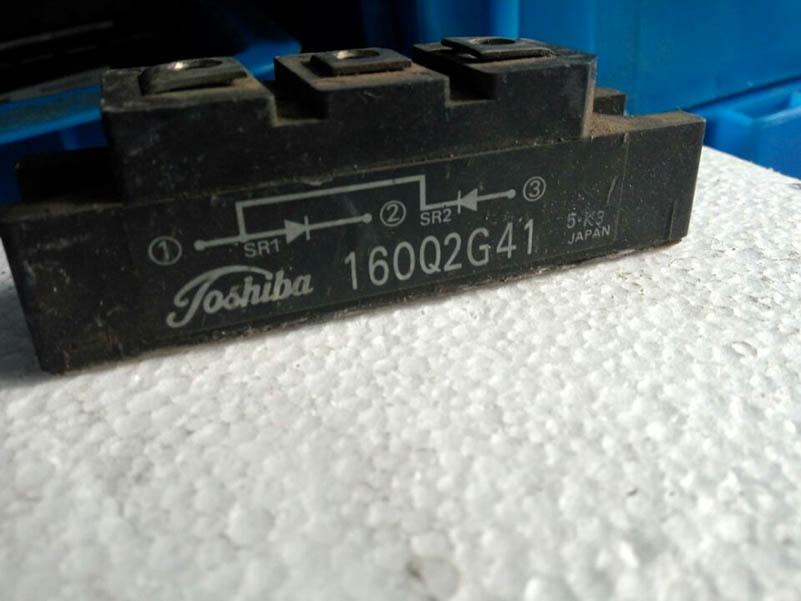 ① SR1 ② SR2 ③
Toshiba 160Q2G41
5-K3
JAPAN